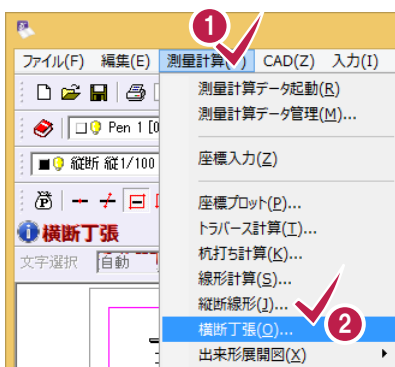 1
ファイル(F) 編集(E) 測量計算 CAD(Z) 入力(I)
測量計算データ起動(R)
測量計算データ管理(M)...
Pen 1
座標入力(Z)
縦断 縦1/100
座標プロット(P)...
トラバース計算(T)...
横断丁張
杭打ち計算(K)...
文字選択 自動
線形計算(S)...
縦断線形(J)...
横断丁張(O)...
2
出来形展開図(X)